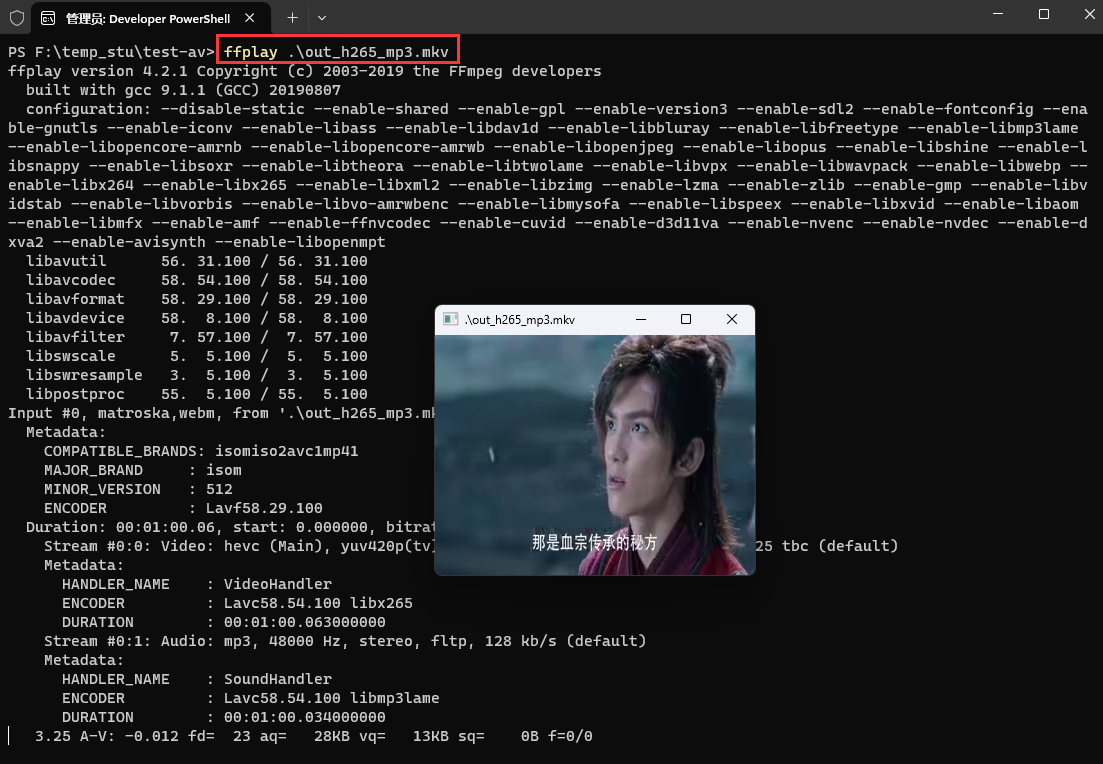 管理员: Developer PowerShell
PS F:\temp_stu\test-av> ffplay .\out_h265_mp3.mkv
ffplay version 4.2.1 Copyright (c) 2003-2019 the FFmpeg developers
  built with gcc 9.1.1 (GCC) 20190807
  configuration: --disable-static --enable-shared --enable-gpl --enable-version3 --enable-sdl2 --enable-fontconfig --ena
ble-gnutls --enable-iconv --enable-libass --enable-libdav1d --enable-libbluray --enable-libfreetype --enable-libmp3lame
--enable-libopencore-amrnb --enable-libopencore-amrwb --enable-libopenjpeg --enable-libopus --enable-libshine --enable-l
ibsnappy --enable-libsoxr --enable-libtheora --enable-libtwolame --enable-libvpx --enable-libwavpack --enable-libwebp --
enable-libx264 --enable-libx265 --enable-libxml2 --enable-libzimg --enable-lzma --enable-zlib --enable-gmp --enable-libv
idstab --enable-libvorbis --enable-libvo-amrwbenc --enable-libmysofa --enable-libspeex --enable-libxvid --enable-libaom
--enable-libmfx --enable-amf --enable-ffnvcodec --enable-cuvid --enable-d3d11va --enable-nvenc --enable-nvdec --enable-d
xva2 --enable-avisynth --enable-libopenmpt
  libavutil      56. 31.100 / 56. 31.100
  libavcodec     58. 54.100 / 58. 54.100
  libavformat    58. 29.100 / 58. 29.100
  libavdevice    58.  8.100 / 58.  8.100
  libavfilter     7. 57.100 /  7. 57.100
  libswscale      5.  5.100 /  5.  5.100
  libswresample   3.  5.100 /  3.  5.100
  libpostproc    55.  5.100 / 55.  5.100
Input #0, matroska,webm, from '.\out_h265_mp3.mk
  Metadata:
    COMPATIBLE_BRANDS: isomiso2avc1mp41
    MAJOR_BRAND     : isom
    MINOR_VERSION   : 512
    ENCODER         : Lavf58.29.100
  Duration: 00:01:00.06, start: 0.000000, bitrat
    Stream #0:0: Video: hevc (Main), yuv420p(tv) 25 tbc (default)
    Metadata:
      HANDLER_NAME    : VideoHandler
      ENCODER         : Lavc58.54.100 libx265
      DURATION        : 00:01:00.063000000
    Stream #0:1: Audio: mp3, 48000 Hz, stereo, fltp, 128 kb/s (default)
    Metadata:
      HANDLER_NAME    : SoundHandler
      ENCODER         : Lavc58.54.100 libmp3lame
      DURATION        : 00:01:00.034000000
   3.25 A-V: -0.012 fd=  23 aq=   28KB vq=   13KB sq=    0B f=0/0
.\out_h265_mp3.mkv
那是血宗传承的秘方